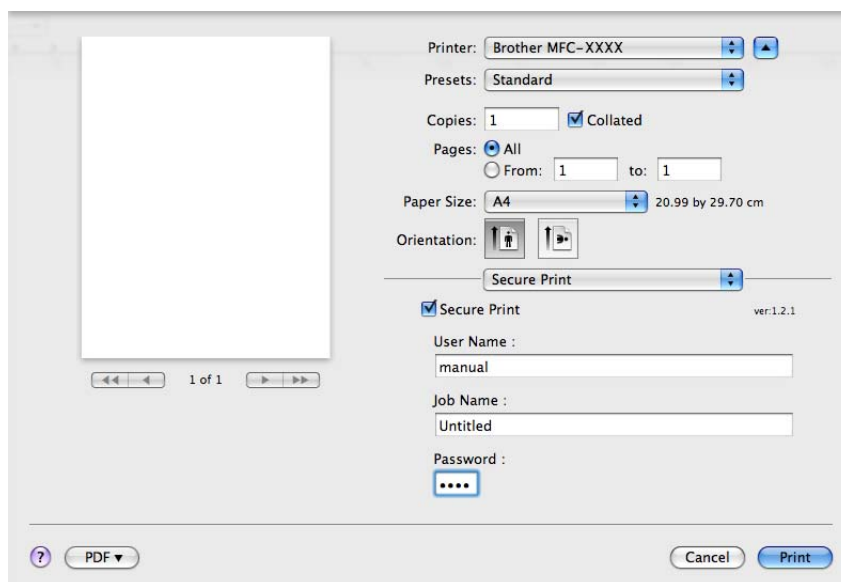 Printer: Brother MFC-XXXX
Presets: Standard
Copies: 1 Collated
Pages: All
From: 1 to: 1
Paper Size: A4 20.99 by 29.70 cm
Orientation:
Secure Print
Secure Print ver:1.2.1
User Name :
manual
Job Name :
Untitled
Password :
••••
1 of 1
? PDF ▼ Cancel Print